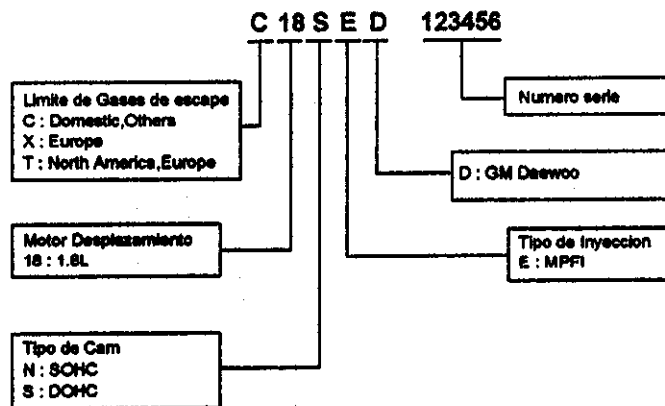 C 18 S E D 123456
Limite de Gases de escape
C : Domestic,Others
X : Europe
T : North America,Europe
Numero serie
D : GM Daewoo
Motor Desplazamiento
18 : 1.8L
Tipo de Inyeccion
E : MPFI
Tipo de Cam
N : SOHC
S : DOHC